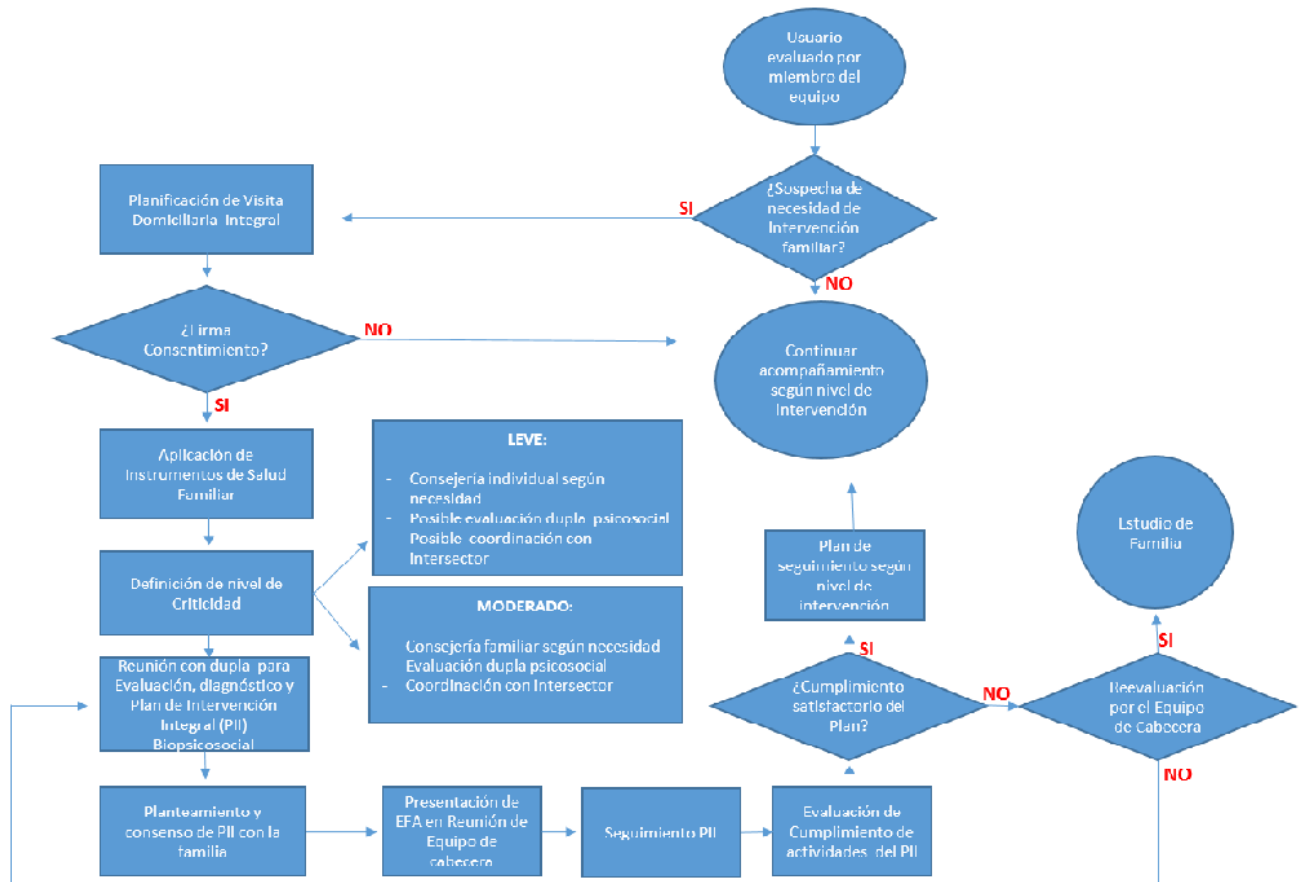 Usuario
evaluado por
miembro del
equipo
¿Sospecha de
necesidad de
Intervención
familiar?
SI
NO
Planificación de Visita
Domiciliaria Integral
¿Firma
Consentimiento?
NO
SI
Continuar
acompañamiento
según nivel de
Intervención
Aplicación de
Instrumentos de Salud
Familiar
Definición de nivel de
Criticidad
LEVE:
- Consejería individual según
necesidad
- Posible evaluación dupla psicosocial
Posible coordinación con
Intersector
MODERADO:
Consejería familiar según necesidad
Evaluación dupla psicosocial
- Coordinación con Intersector
Reunión con dupla para
Evaluación, diagnóstico y
Plan de Intervención
Integral (PII)
Biopsicosocial
Planteamiento y
consenso de PII con la
familia
Presentación de
EFA en Reunión de
Equipo de
cabecera
Seguimiento PII
Evaluación de
Cumplimiento de
actividades del PII
¿Cumplimiento
satisfactorio del
Plan?
SI
NO
Plan de
seguimiento según
nivel de
intervención
Reevaluación
por el Equipo
de Cabecera
SI
NO
Estudio de
Familia